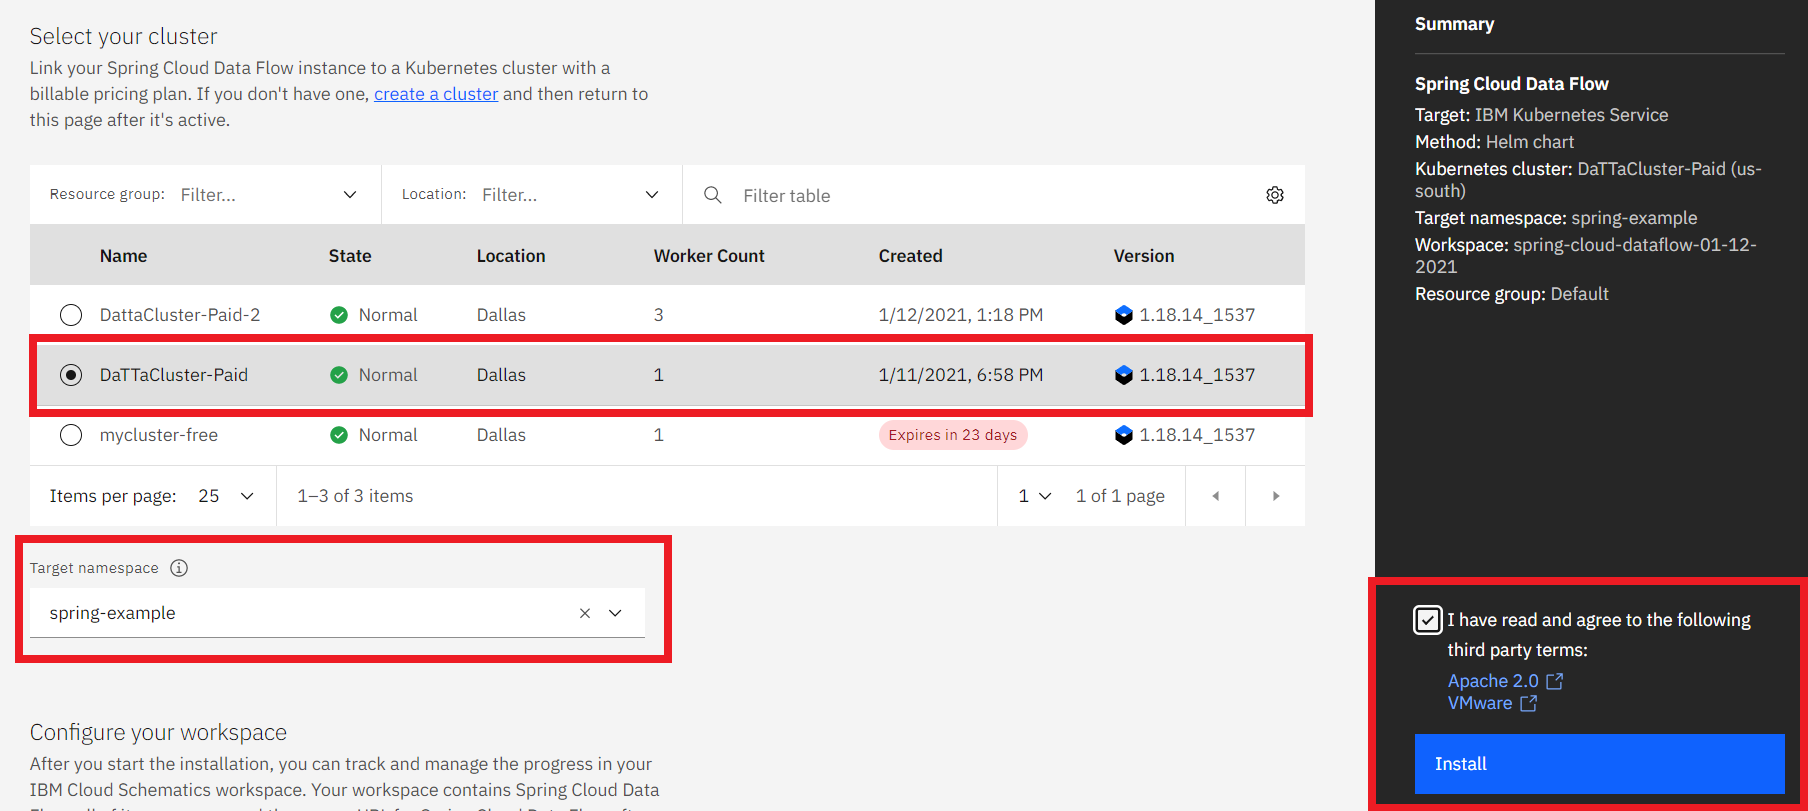 Select your cluster
Link your Spring Cloud Data Flow instance to a Kubernetes cluster with a
billable pricing plan. If you don't have one, create a cluster and then return to
this page after it's active.
Resource group: Filter... Location: Filter... Filter table
Name State Location Worker Count Created Version
DattaCluster-Paid-2 Normal Dallas 3 1/12/2021, 1:18 PM 1.18.14_1537
DaTTaCluster-Paid Normal Dallas 1 1/11/2021, 6:58 PM 1.18.14_1537
mycluster-free Normal Dallas 1 Expires in 23 days 1.18.14_1537
Items per page: 25 1–3 of 3 items 1 1 of 1 page
Target namespace
spring-example
Configure your workspace
After you start the installation, you can track and manage the progress in your
IBM Cloud Schematics workspace. Your workspace contains Spring Cloud Data
Summary
Spring Cloud Data Flow
Target: IBM Kubernetes Service
Method: Helm chart
Kubernetes cluster: DaTTaCluster-Paid (us-
south)
Target namespace: spring-example
Workspace: spring-cloud-dataflow-01-12-
2021
Resource group: Default
I have read and agree to the following
third party terms:
Apache 2.0
VMware
Install